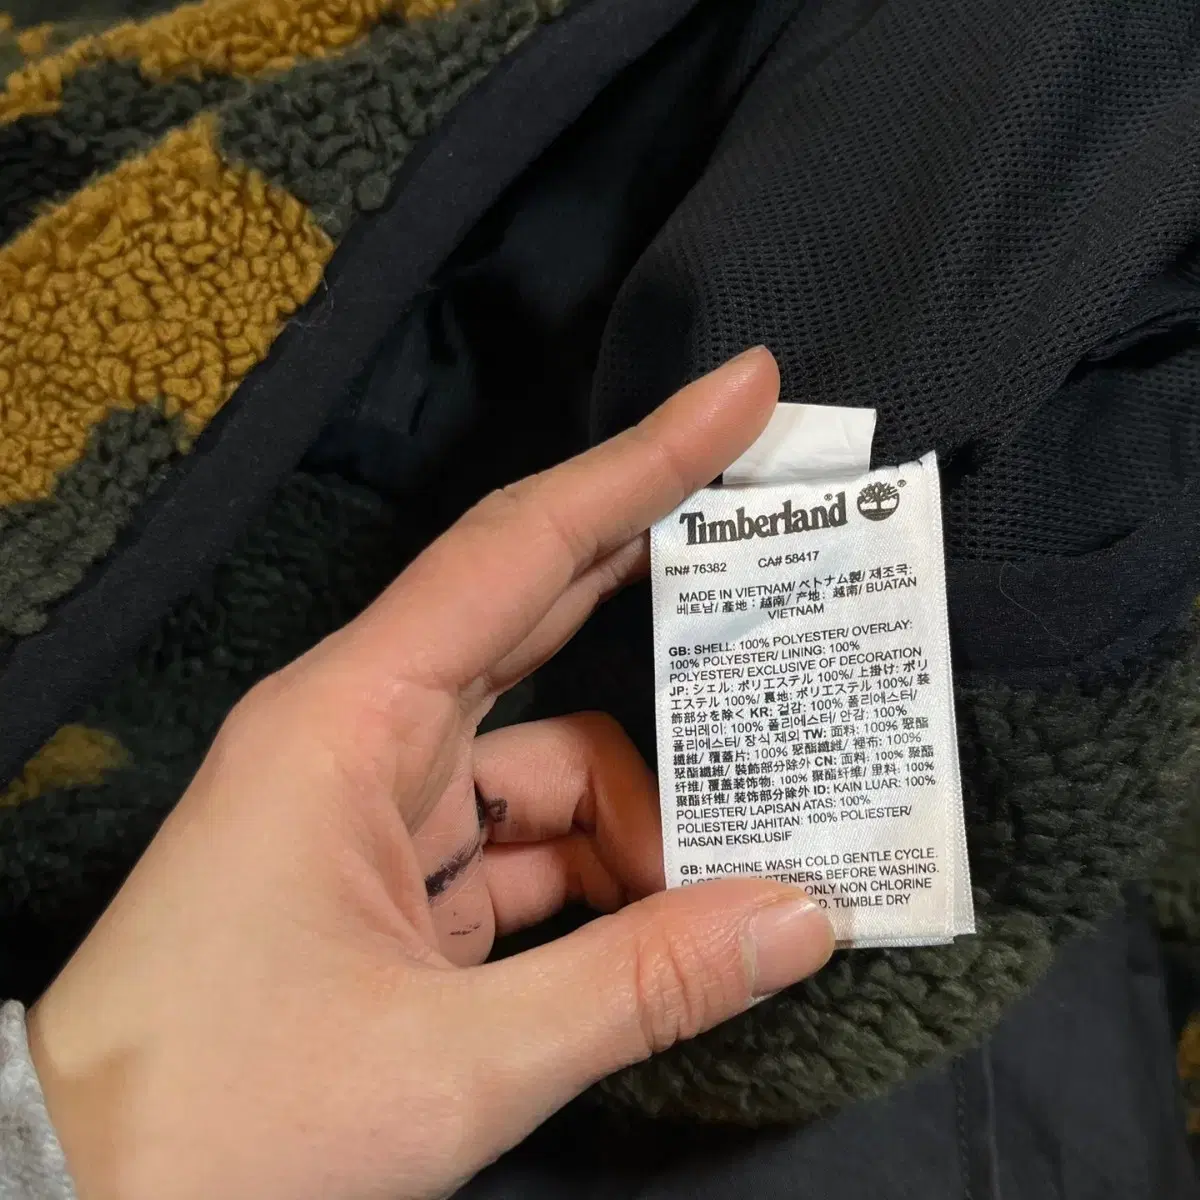 Timberland®
RN# 76382 CA# 58417
MADE IN VIETNAM/ ベトナム製/ 제조국:
베트남/ 產地：越南/ 产地：越南/ BUATAN
VIETNAM
GB: SHELL: 100% POLYESTER/ OVERLAY:
100% POLYESTER/ LINING: 100%
POLYESTER/ EXCLUSIVE OF DECORATION
JP: シェル: ポリエステル 100%/ 上掛け: ポリ
エステル 100%/ 裏地: ポリエステル 100%/ 装
飾部分を除く KR: 겉감: 100% 폴리에스터/
오버레이: 100% 폴리에스터/ 안감: 100%
폴리에스터/ 장식 제외 TW: 面料: 100% 聚酯
纖維/ 覆蓋片: 100% 聚酯纖維/ 裡布: 100%
聚酯纖維/ 裝飾部分除外 CN: 面料: 100% 聚酯
纤维/ 覆盖装饰物: 100% 聚酯纤维/ 里料: 100%
聚酯纤维/ 装饰部分除外 ID: KAIN LUAR: 100%
POLIESTER/ LAPISAN ATAS: 100%
POLIESTER/ JAHITAN: 100% POLIESTER/
HIASAN EKSKLUSIF
GB: MACHINE WASH COLD GENTLE CYCLE.
BEFORE WASHING.
ONLY NON CHLORINE
TUMBLE DRY